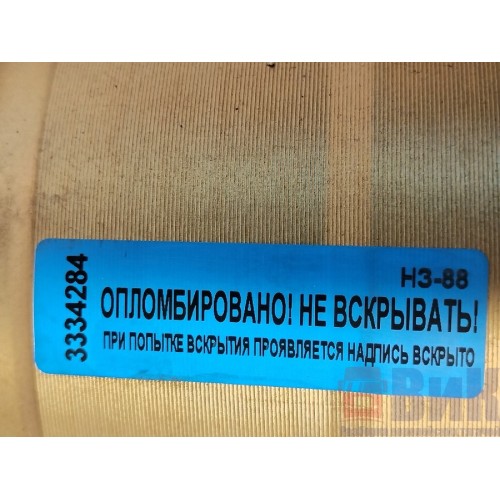 3334284
НЗ-88
ОПЛОМБИРОВАНО! НЕ ВСКРЫВАТЬ!
ПРИ ПОПЫТКЕ ВСКРЫТИЯ ПРОЯВЛЯЕТСЯ НАДПИСЬ ВСКРЫТО